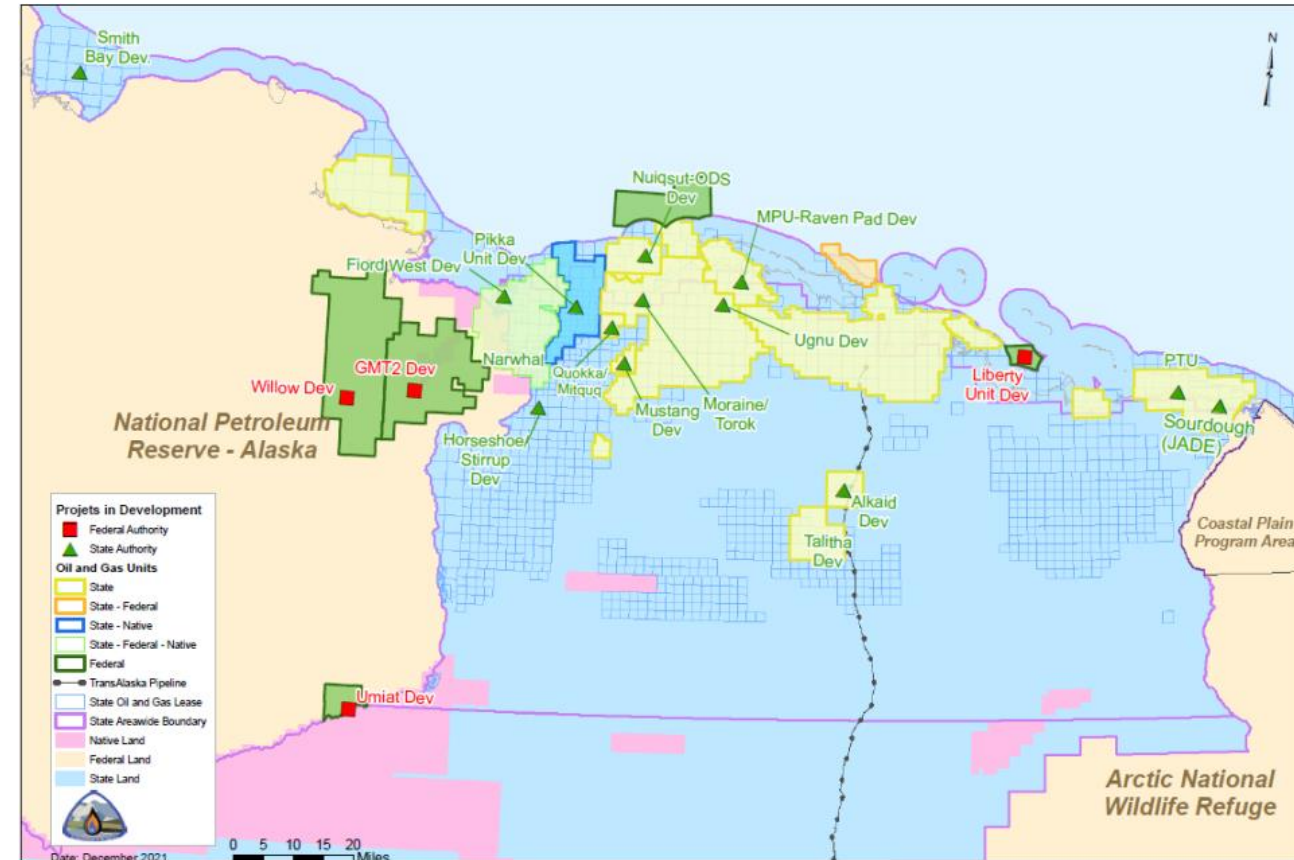 Smith
Bay Dev.
N
Nuiqsut-ODS
Dev
MPU-Raven Pad Dev
Pikka
Unit Dev
Fiord West Dev
Ugnu Dev
Narwhal
PTU
GMT2 Dev
Willow Dev
Quokka/
Mitquq
Liberty
Unit Dev
Mustang
Dev
Moraine/
Torok
Sourdough
(JADE)
National Petroleum
Reserve - Alaska
Horseshoe/
Stirrup
Dev
Alkaid
Dev
Talitha
Dev
Coastal Plain
Program Area
Projets in Development
Federal Authority
State Authority
Oil and Gas Units
State
State - Federal
State - Native
State - Federal - Native
Federal
TransAlaska Pipeline
State Oil and Gas Lease
State Areawide Boundary
Native Land
Federal Land
State Land
Umiat Dev
Arctic National
Wildlife Refuge
0 5 10 15 20
Miles
Date: December 2021